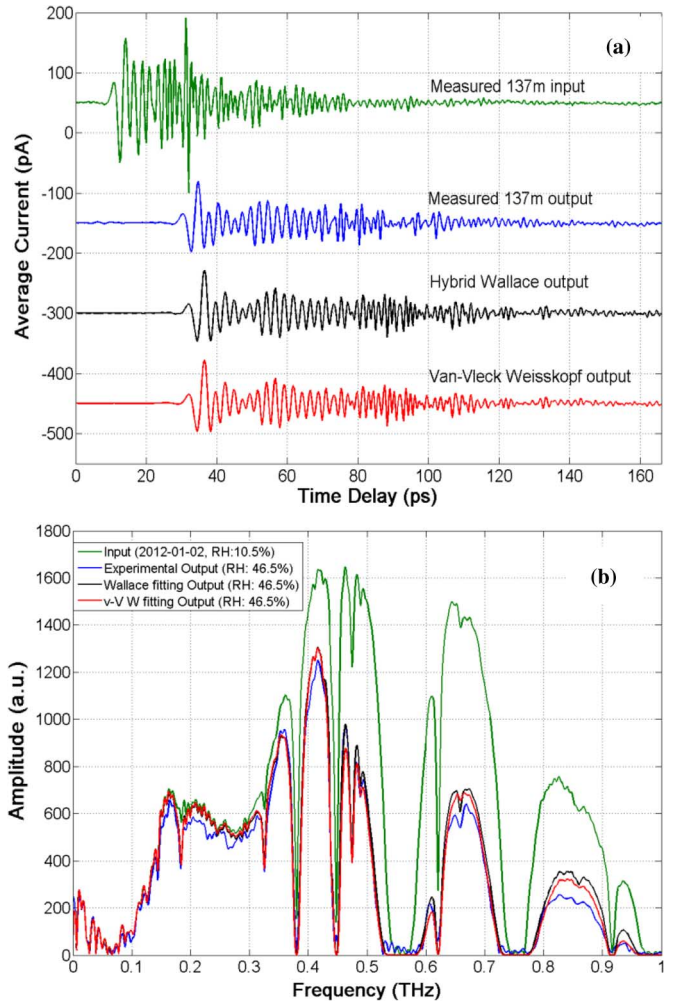 (a)
200
100
0
-100
-200
-300
-400
-500
Average Current (pA)
Measured 137m input
Measured 137m output
Hybrid Wallace output
Van-Vleck Weisskopf output
0 20 40 60 80 100 120 140 160
Time Delay (ps)
(b)
1800
1600
1400
1200
1000
800
600
400
200
0
Amplitude (a.u.)
Input (2012-01-02, RH:10.5%)
Experimental Output (RH: 46.5%)
Wallace fitting Output (RH: 46.5%)
v-V W fitting Output (RH: 46.5%)
0 0.1 0.2 0.3 0.4 0.5 0.6 0.7 0.8 0.9 1
Frequency (THz)